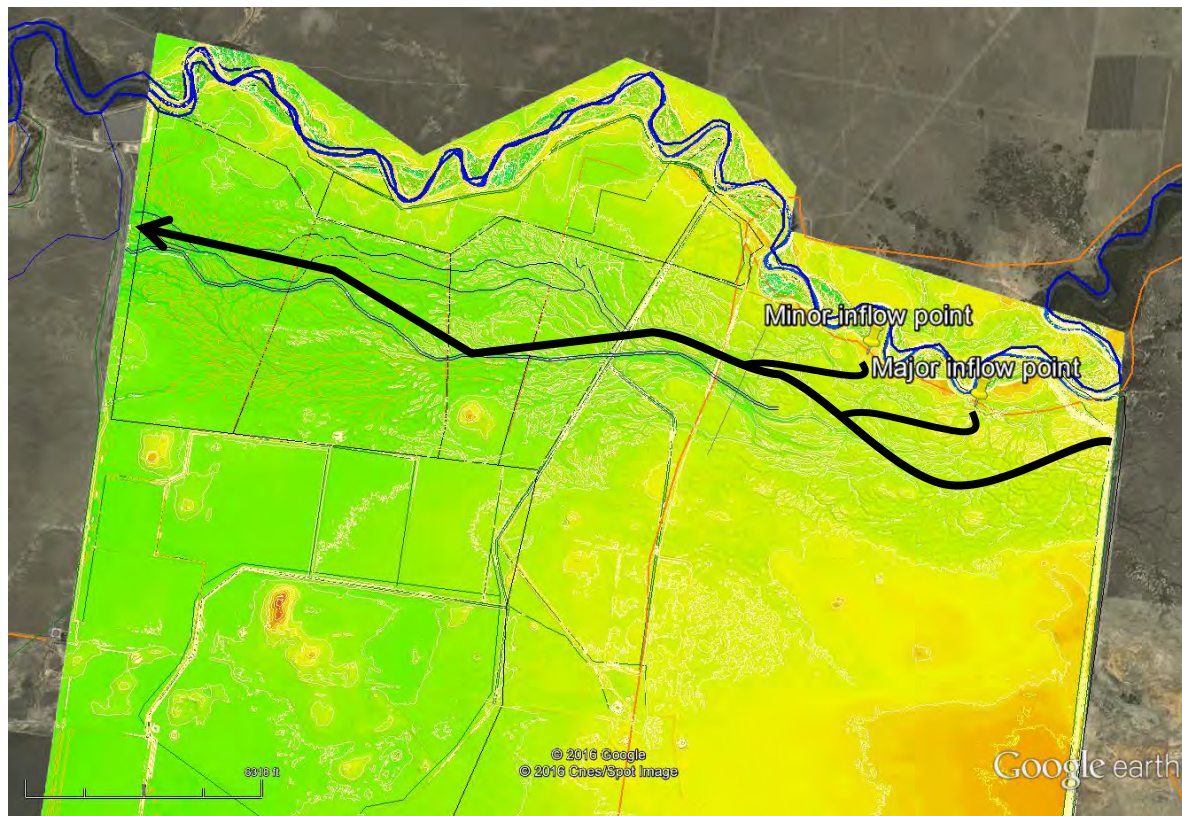 Minor inflow point
Major inflow point
© 2016 Google
© 2016 Cnes/Spot Image
6318 ft
Google earth